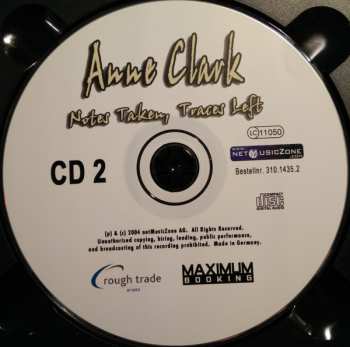 Anne Clark
Notes Taken, Traces Left
LC 11050
www.
NETMUSICZONE
.com
CD 2
Bestellnr. 310.1435.2
COMPACT
disc
DIGITAL AUDIO
(p) & (c) 2004 netMusicZone AG. All Rights Reserved.
Unauthorised copying, hiring, lending, public performance,
and broadcasting of this recording prohibited. Made in Germany.
rough trade
MAXIMUM
BOOKING